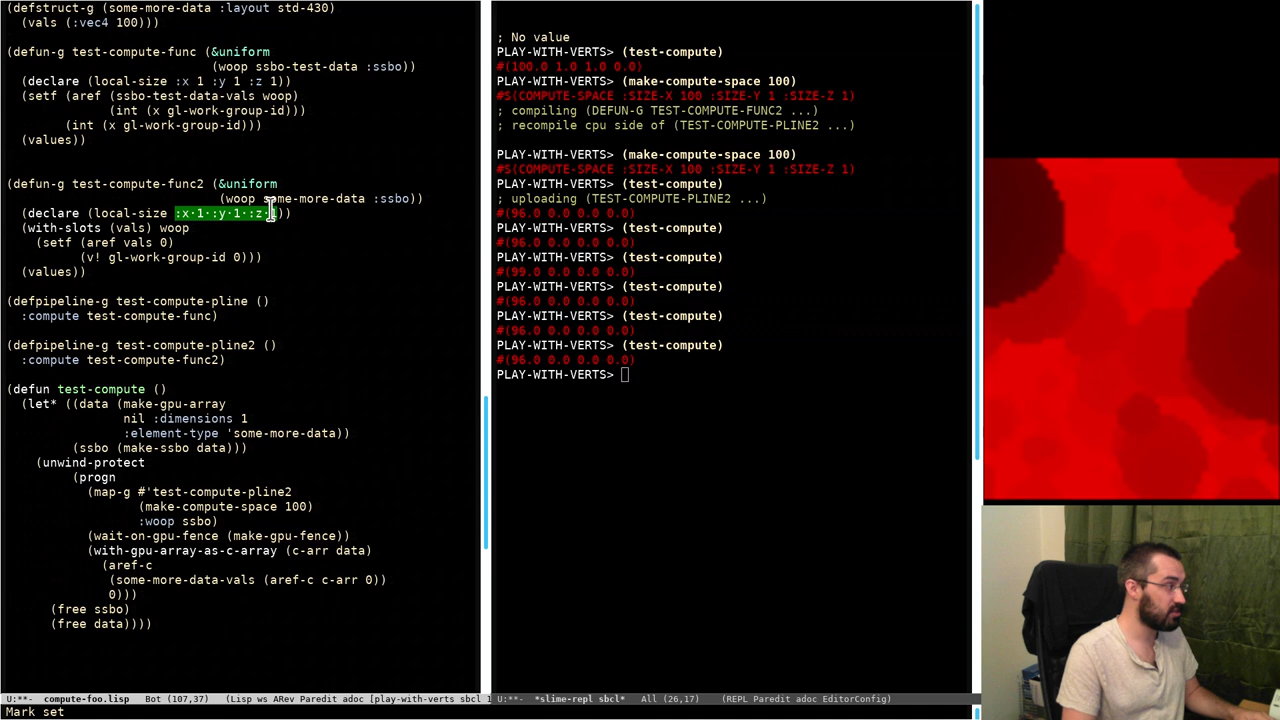 (defstruct-g (some-more-data :layout std-430)
  (vals (:vec4 100)))
(defun-g test-compute-func (&uniform
                            (woop ssbo-test-data :ssbo))
  (declare (local-size :x 1 :y 1 :z 1))
  (setf (aref (ssbo-test-data-vals woop)
              (int (x gl-work-group-id)))
        (int (x gl-work-group-id)))
  (values))
(defun-g test-compute-func2 (&uniform
                             (woop some-more-data :ssbo))
  (declare (local-size :x·1·:y·1·:z·1))
  (with-slots (vals) woop
    (setf (aref vals 0)
          (v! gl-work-group-id 0)))
  (values))
(defpipeline-g test-compute-pline ()
  :compute test-compute-func)
(defpipeline-g test-compute-pline2 ()
  :compute test-compute-func2)
(defun test-compute ()
  (let* ((data (make-gpu-array
                nil :dimensions 1
                :element-type 'some-more-data))
         (ssbo (make-ssbo data)))
    (unwind-protect
         (progn
           (map-g #'test-compute-pline2
                  (make-compute-space 100)
                  :woop ssbo)
           (wait-on-gpu-fence (make-gpu-fence))
           (with-gpu-array-as-c-array (c-arr data)
             (aref-c
              (some-more-data-vals (aref-c c-arr 0))
              0)))
      (free ssbo)
      (free data))))
U:**-  compute-foo.lisp   Bot (107,37)   (Lisp ws ARev Paredit adoc [play-with-verts sbcl 1
Mark set
; No value
PLAY-WITH-VERTS> (test-compute)
#(100.0 1.0 1.0 0.0)
PLAY-WITH-VERTS> (make-compute-space 100)
#S(COMPUTE-SPACE :SIZE-X 100 :SIZE-Y 1 :SIZE-Z 1)
; compiling (DEFUN-G TEST-COMPUTE-FUNC2 ...)
; recompile cpu side of (TEST-COMPUTE-PLINE2 ...)
PLAY-WITH-VERTS> (make-compute-space 100)
#S(COMPUTE-SPACE :SIZE-X 100 :SIZE-Y 1 :SIZE-Z 1)
PLAY-WITH-VERTS> (test-compute)
; uploading (TEST-COMPUTE-PLINE2 ...)
#(96.0 0.0 0.0 0.0)
PLAY-WITH-VERTS> (test-compute)
#(96.0 0.0 0.0 0.0)
PLAY-WITH-VERTS> (test-compute)
#(99.0 0.0 0.0 0.0)
PLAY-WITH-VERTS> (test-compute)
#(96.0 0.0 0.0 0.0)
PLAY-WITH-VERTS> (test-compute)
#(96.0 0.0 0.0 0.0)
PLAY-WITH-VERTS> (test-compute)
#(96.0 0.0 0.0 0.0)
PLAY-WITH-VERTS>
U:**-  *slime-repl sbcl*   All (26,17)   (REPL Paredit adoc EditorConfig)